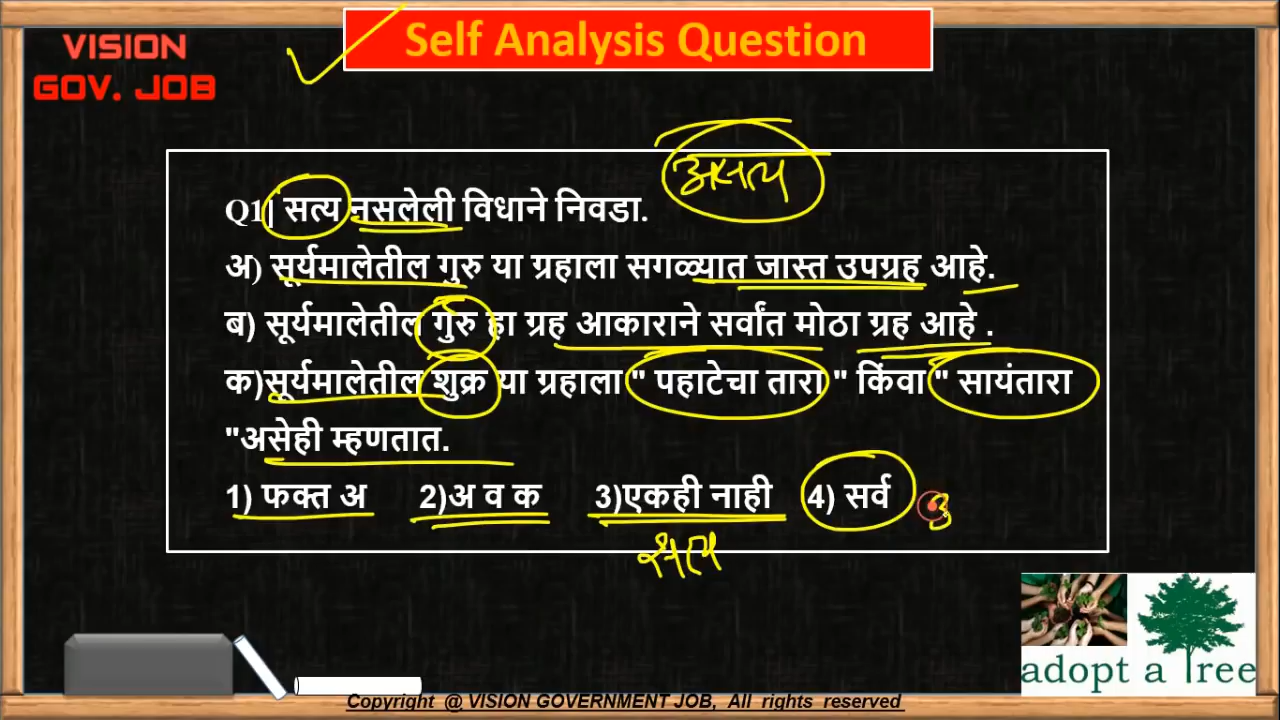 Self Analysis Question
VISION
GOV. JOB
असत्य
Q1| सत्य नसलेली विधाने निवडा.
अ) सूर्यमालेतील गुरु या ग्रहाला सगळ्यात जास्त उपग्रह आहे.
ब) सूर्यमालेतील गुरु हा ग्रह आकाराने सर्वांत मोठा ग्रह आहे .
क)सूर्यमालेतील शुक्र या ग्रहाला " पहाटेचा तारा " किंवा " सायंतारा
"असेही म्हणतात.
1) फक्त अ 2)अ व क 3)एकही नाही 4) सर्व
सत्य
adopt a Tree
Copyright @ VISION GOVERNMENT JOB, All rights reserved